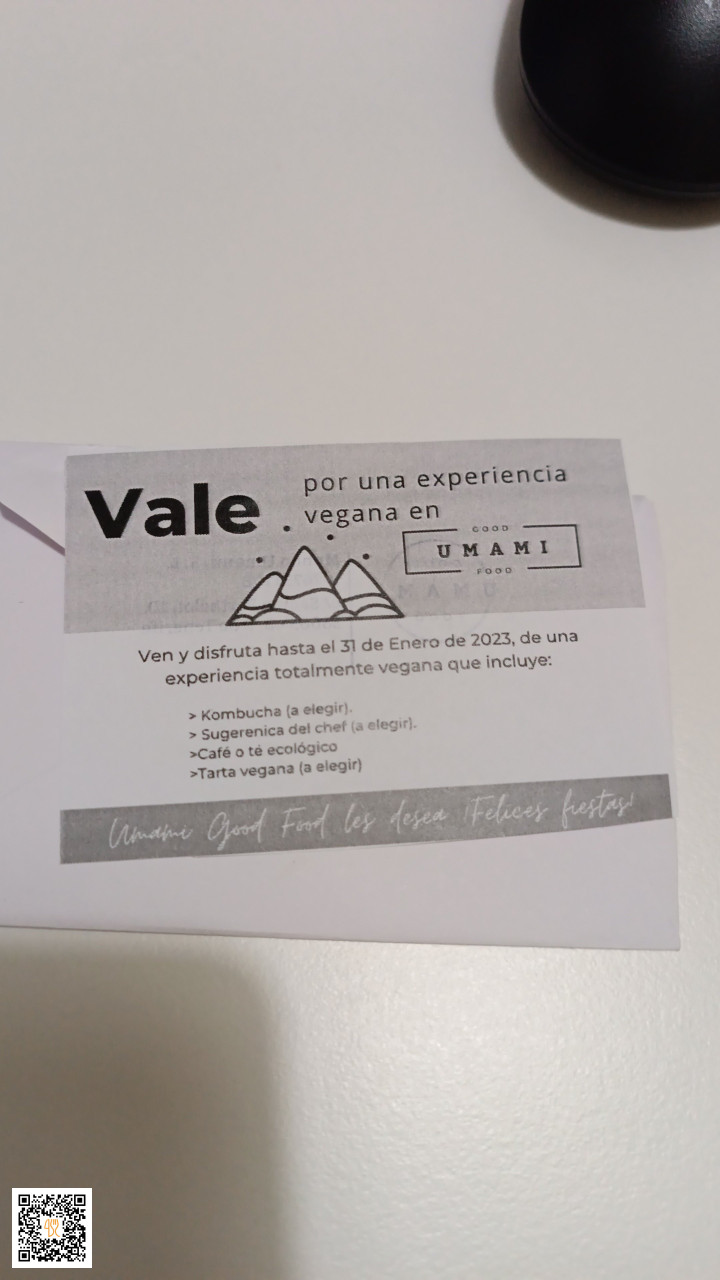 Vale .
por una experiencia
vegana en
GOOD
UMAMI
FOOD
Ven y disfruta hasta el 31 de Enero de 2023, de una
experiencia totalmente vegana que incluye:
> Kombucha (a elegir).
> Sugerenica del chef (a elegir).
>Café o té ecológico
>Tarta vegana (a elegir)
Umami Good Food les desea ¡Felices fiestas!